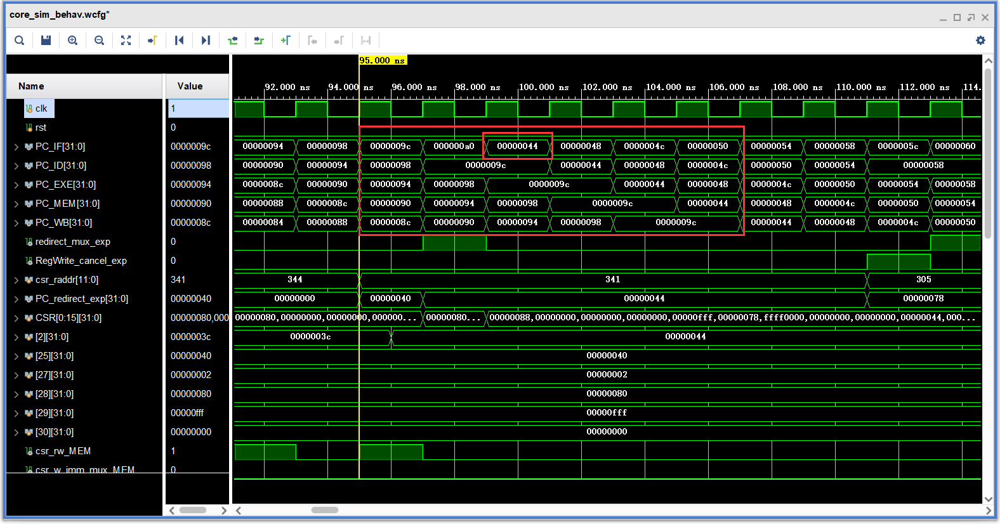 core_sim_behav.wcfg*
95.000 ns
Name Value 92.000 ns 94.000 ns 96.000 ns 98.000 ns 100.000 ns 102.000 ns 104.000 ns 106.000 ns 108.000 ns 110.000 ns 112.000 ns 114.
clk 1
rst 0
PC_IF[31:0] 0000009c 00000094 00000098 0000009c 000000a0 00000044 00000048 0000004c 00000050 00000054 00000058 0000005c 00000060
PC_ID[31:0] 00000098 00000090 00000094 00000098 0000009c 00000044 00000048 0000004c 00000050 00000054 00000058
PC_EXE[31:0] 00000094 0000008c 00000090 00000094 00000098 0000009c 00000044 00000048 0000004c 00000050 00000054 00000058
PC_MEM[31:0] 00000090 00000088 0000008c 00000090 00000094 00000098 0000009c 00000044 00000048 0000004c 00000050 00000054
PC_WB[31:0] 0000008c 00000084 00000088 0000008c 00000090 00000094 00000098 0000009c 00000044 00000048 0000004c 00000050
redirect_mux_exp 0
RegWrite_cancel_exp 0
csr_raddr[11:0] 341 344 341 305
PC_redirect_exp[31:0] 00000040 00000000 00000040 00000044 00000078
CSR[0:15][31:0] 00000080,000 00000080,00000000,00000000,000000... 00000080... 00000088,00000000,00000000,00000000,00000fff,00000078,ffff0000,00000000,00000000,00000044,000...
[2][31:0] 0000003c 0000003c 00000044
[25][31:0] 00000040 00000040
[27][31:0] 00000002 00000002
[28][31:0] 00000080 00000080
[29][31:0] 00000fff 00000fff
[30][31:0] 00000000 00000000
csr_rw_MEM 1
csr_w_imm_mux_MEM 0